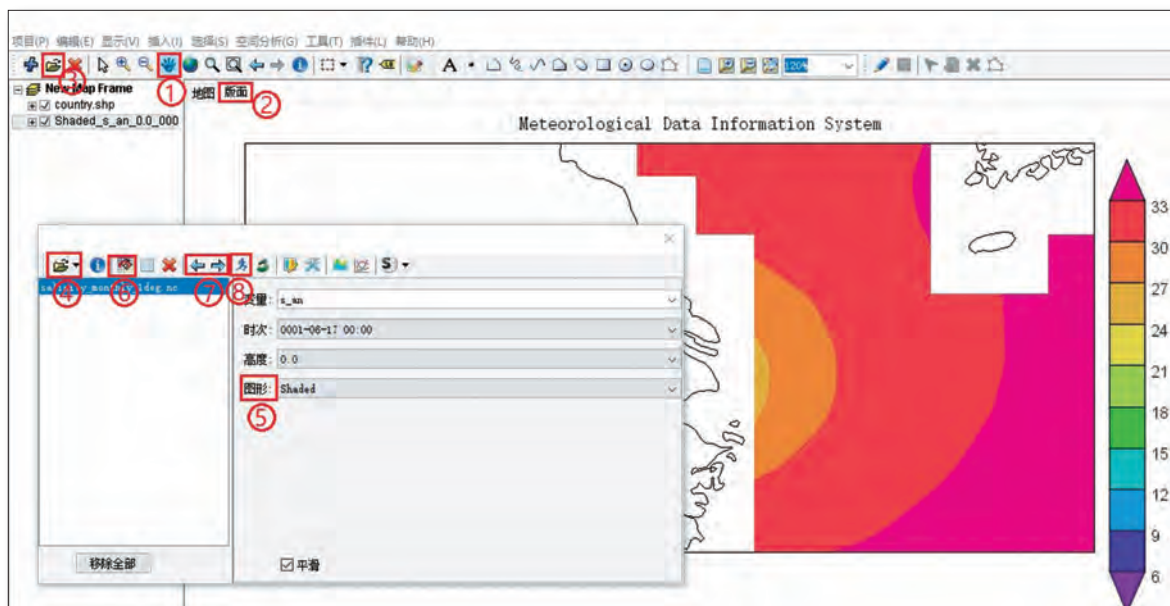 项目(P) 编辑(E) 显示(V) 插入(I) 选择(S) 空间分析(G) 工具(T) 插件(L) 帮助(H)
A
120%
③
①
New Map Frame
country.shp
Shaded_s_an_0.0_000
地图 版面
②
Meteorological Data Information System
S
④
⑥
⑦
⑧
salinity_monthly_1deg.nc
变量: s_an
时次: 0001-06-17 00:00
高度: 0.0
图形: Shaded
⑤
移除全部
平滑
33
30
27
24
21
18
15
12
9
6